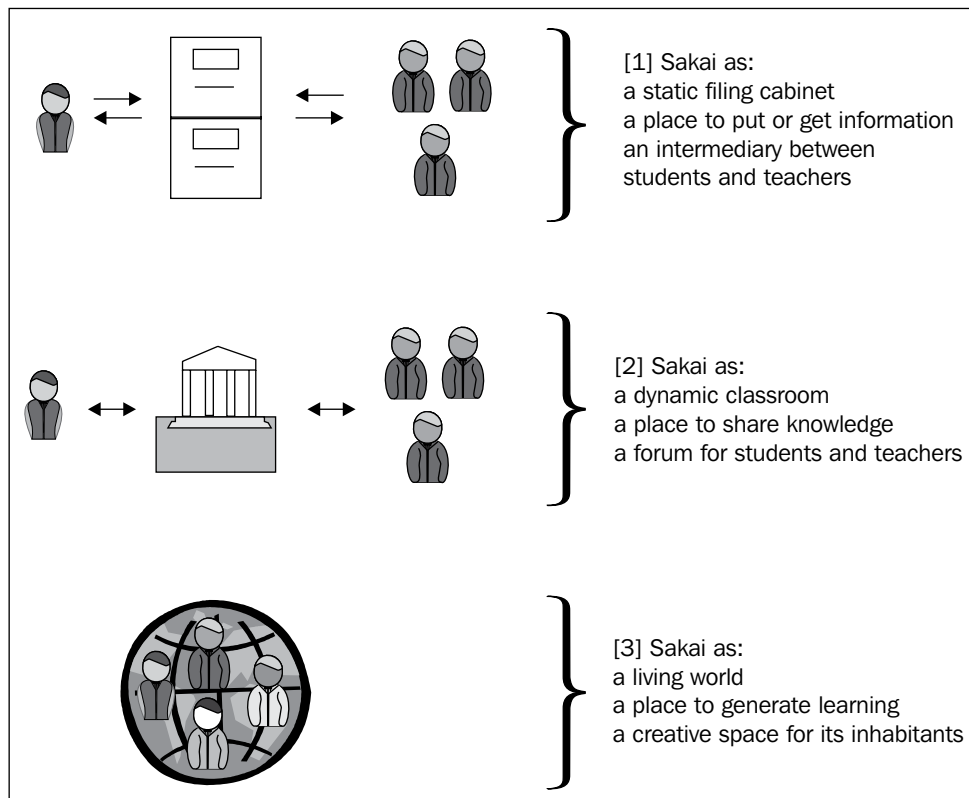 [1] Sakai as:
a static filing cabinet
a place to put or get information
an intermediary between
students and teachers
[2] Sakai as:
a dynamic classroom
a place to share knowledge
a forum for students and teachers
[3] Sakai as:
a living world
a place to generate learning
a creative space for its inhabitants